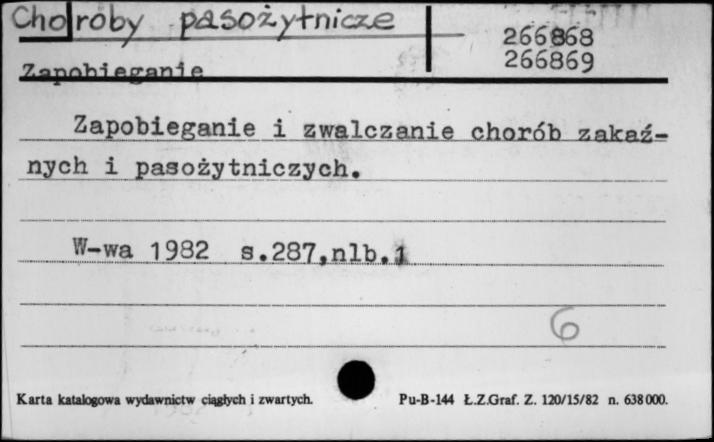 Choroby pasożytnicze
266868
266869
Zapobieganie
Zapobieganie i zwalczanie chorób zakaź-
nych i pasożytniczych.
W-wa 1982 s.287,nlb.1
6
Karta katalogowa wydawnictw ciągłych i zwartych.
Pu-B-144 Ł.Z.Graf. Z. 120/15/82 n. 638000.